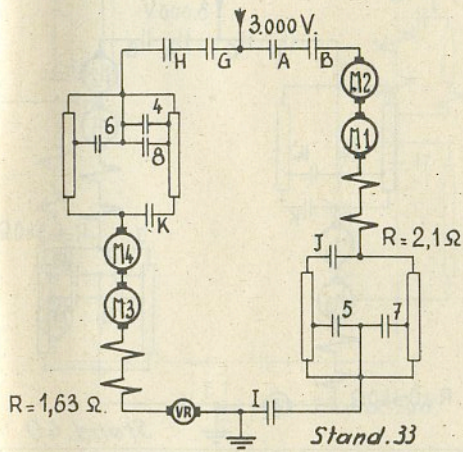 3.000 V.
H G A B
M2
4
6
M1
8
K
J
R = 2,1 Ω
M4
5 7
M3
R = 1,63 Ω.
VR
I
Stand. 33